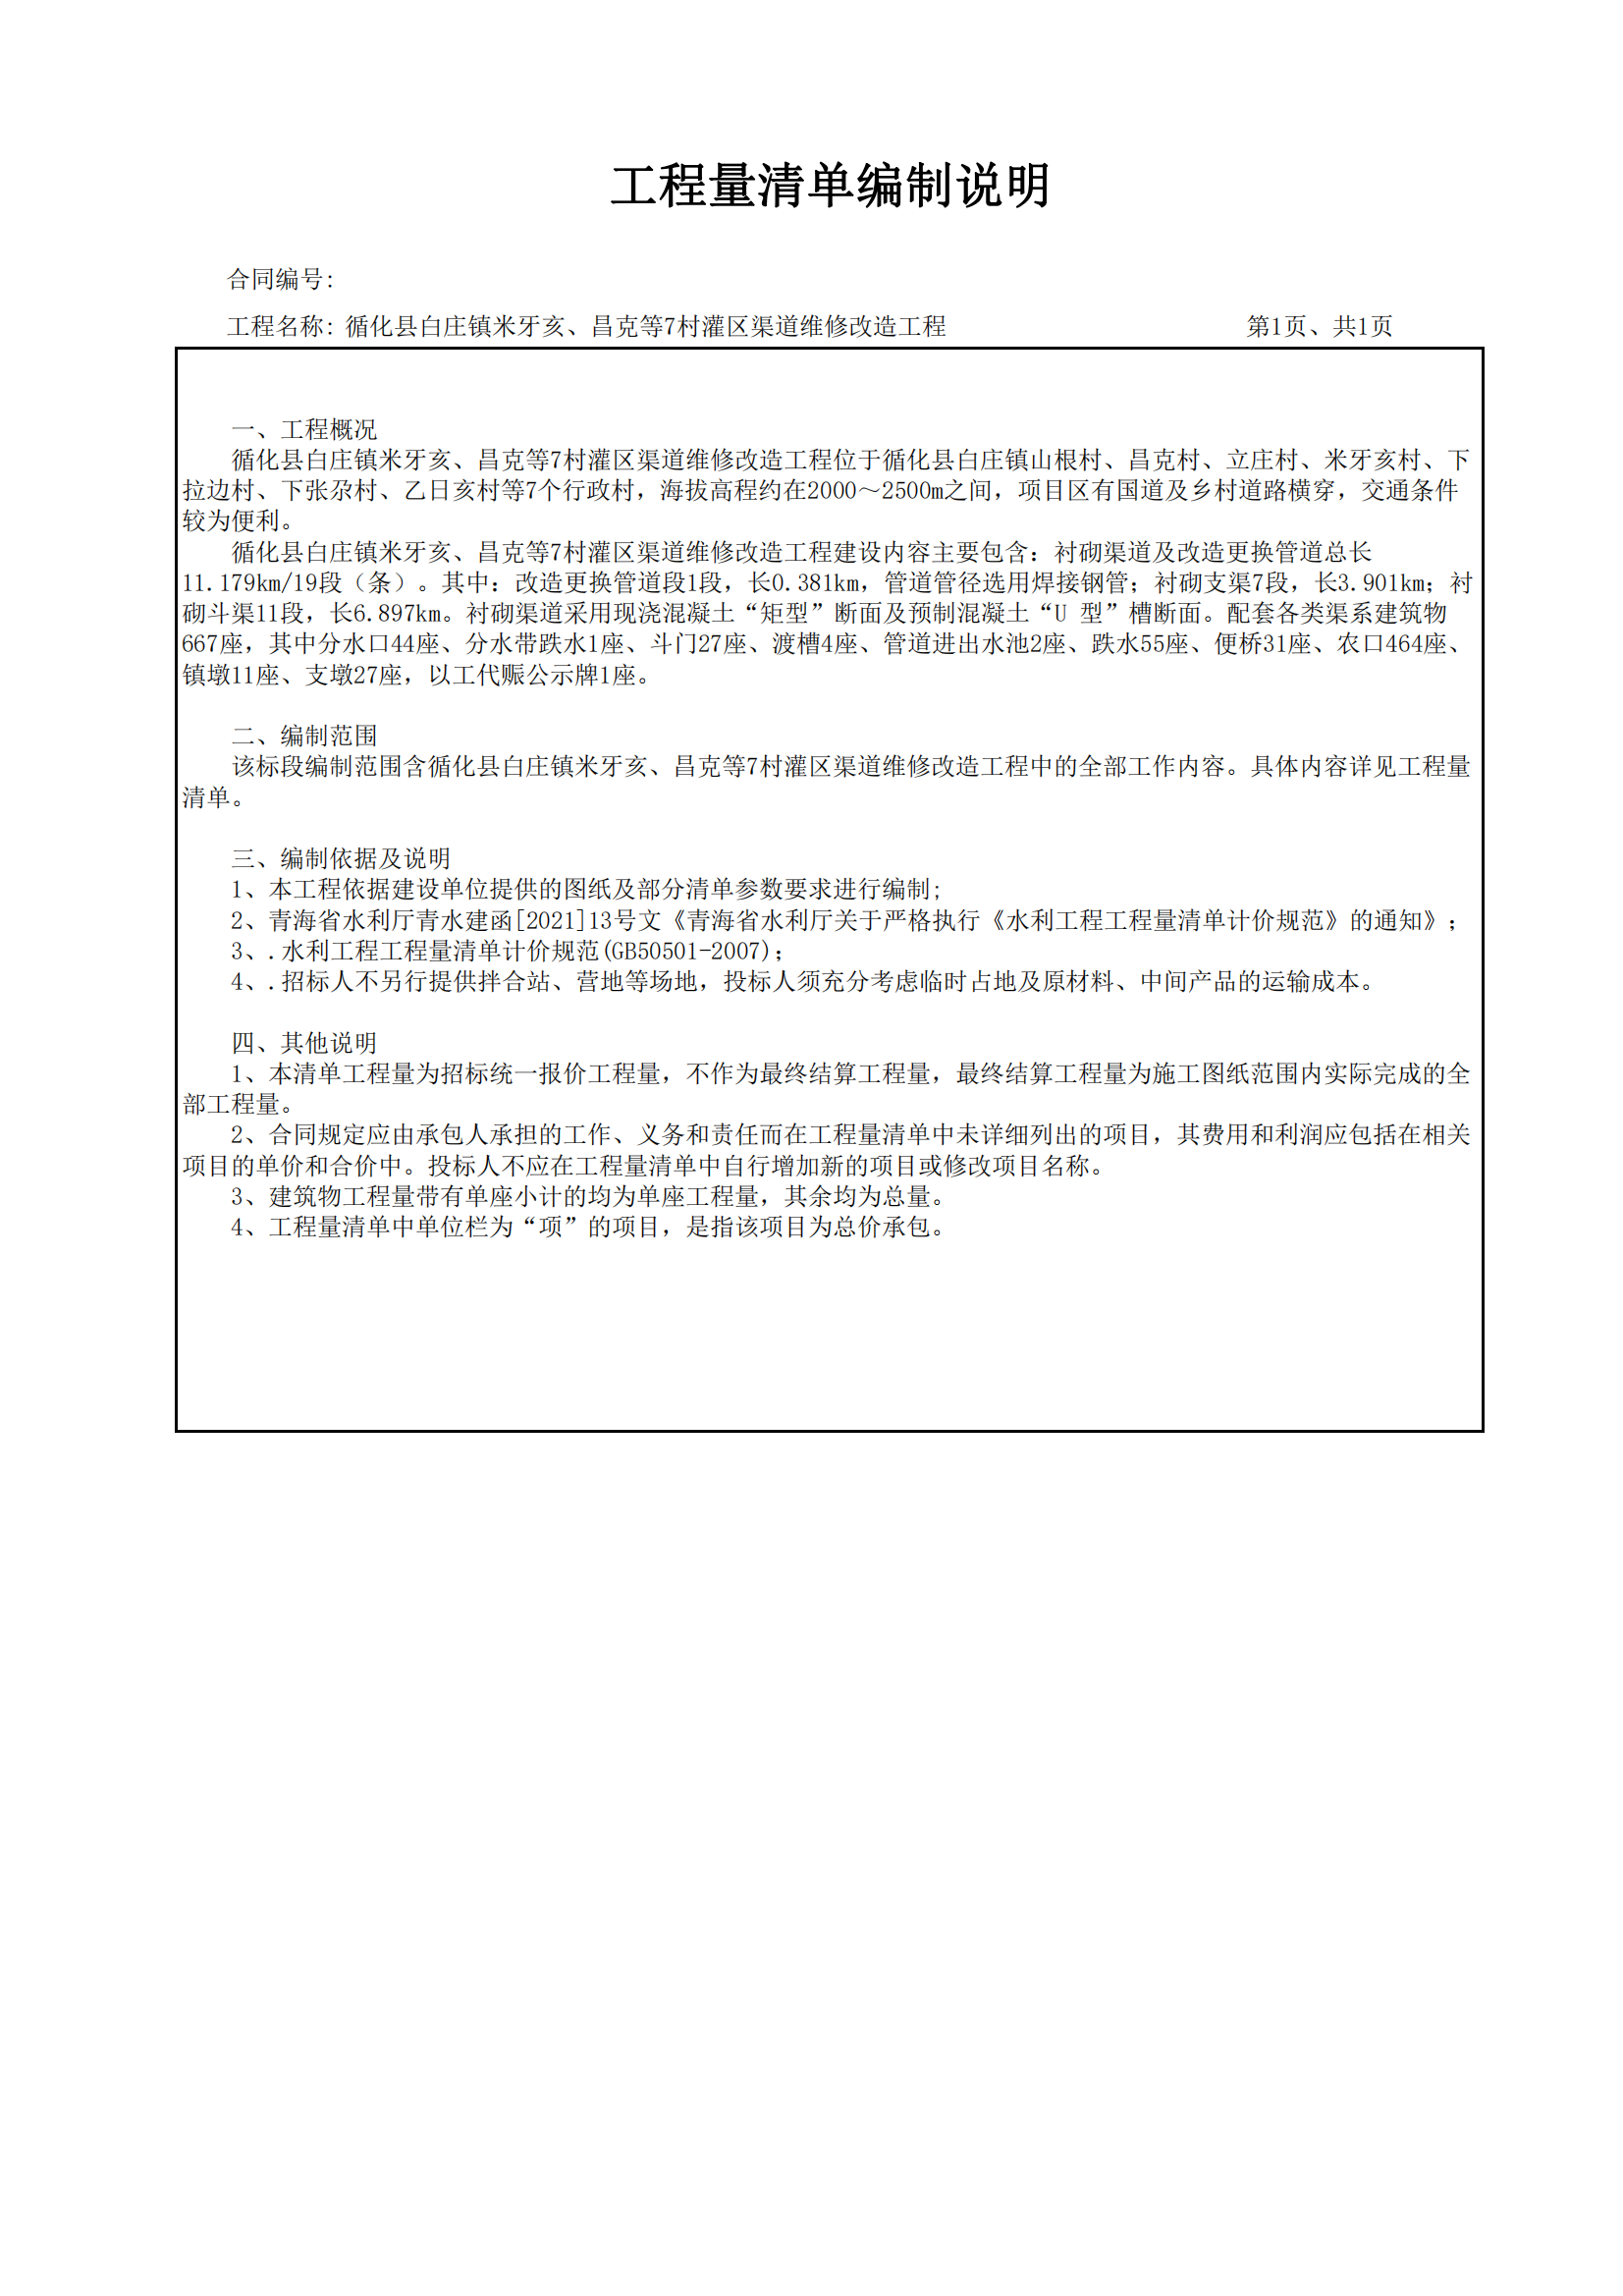 工程量清单编制说明
合同编号:
工程名称: 循化县白庄镇米牙亥、昌克等7村灌区渠道维修改造工程 第1页、共1页
一、工程概况
循化县白庄镇米牙亥、昌克等7村灌区渠道维修改造工程位于循化县白庄镇山根村、昌克村、立庄村、米牙亥村、下
拉边村、下张尕村、乙日亥村等7个行政村，海拔高程约在2000～2500m之间，项目区有国道及乡村道路横穿，交通条件
较为便利。
循化县白庄镇米牙亥、昌克等7村灌区渠道维修改造工程建设内容主要包含：衬砌渠道及改造更换管道总长
11.179km/19段（条）。其中：改造更换管道段1段，长0.381km，管道管径选用焊接钢管；衬砌支渠7段，长3.901km；衬
砌斗渠11段，长6.897km。衬砌渠道采用现浇混凝土“矩型”断面及预制混凝土“U 型”槽断面。配套各类渠系建筑物
667座，其中分水口44座、分水带跌水1座、斗门27座、渡槽4座、管道进出水池2座、跌水55座、便桥31座、农口464座、
镇墩11座、支墩27座，以工代赈公示牌1座。
二、编制范围
该标段编制范围含循化县白庄镇米牙亥、昌克等7村灌区渠道维修改造工程中的全部工作内容。具体内容详见工程量
清单。
三、编制依据及说明
1、本工程依据建设单位提供的图纸及部分清单参数要求进行编制;
2、青海省水利厅青水建函[2021]13号文《青海省水利厅关于严格执行《水利工程工程量清单计价规范》的通知》；
3、.水利工程工程量清单计价规范(GB50501-2007)；
4、.招标人不另行提供拌合站、营地等场地，投标人须充分考虑临时占地及原材料、中间产品的运输成本。
四、其他说明
1、本清单工程量为招标统一报价工程量，不作为最终结算工程量，最终结算工程量为施工图纸范围内实际完成的全
部工程量。
2、合同规定应由承包人承担的工作、义务和责任而在工程量清单中未详细列出的项目，其费用和利润应包括在相关
项目的单价和合价中。投标人不应在工程量清单中自行增加新的项目或修改项目名称。
3、建筑物工程量带有单座小计的均为单座工程量，其余均为总量。
4、工程量清单中单位栏为“项”的项目，是指该项目为总价承包。